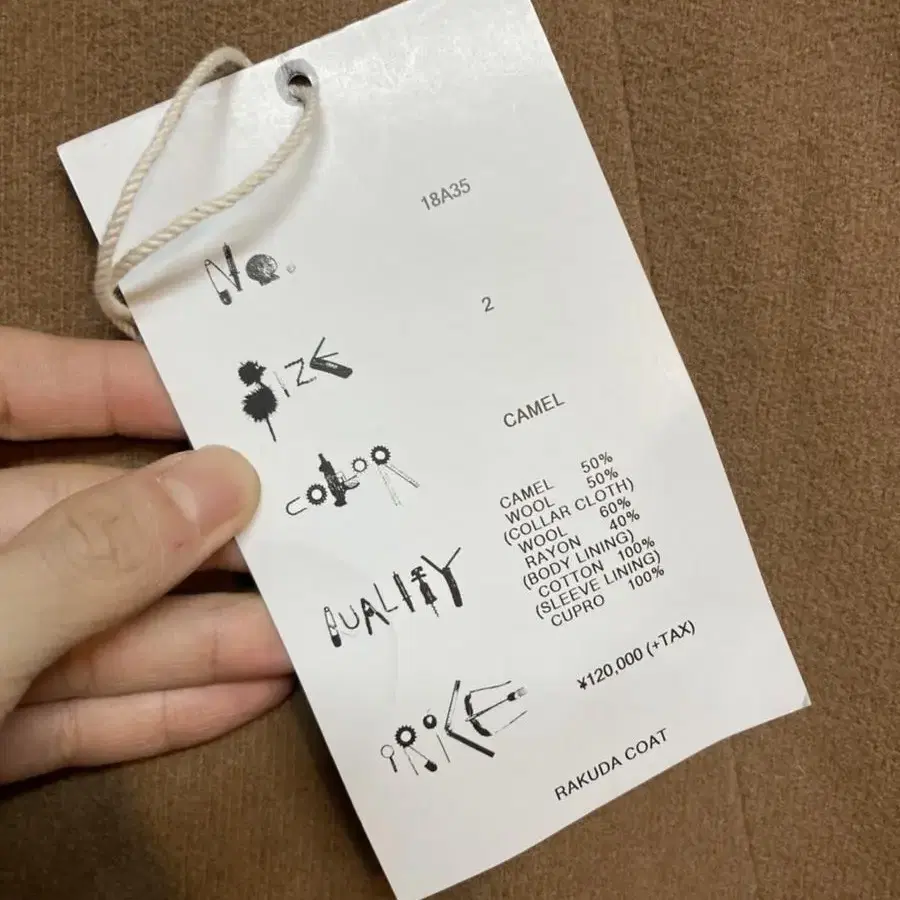 No. 18A35
SIZE 2
COLOR CAMEL
QUALITY CAMEL 50%
WOOL 50%
(COLLAR CLOTH)
WOOL 60%
RAYON 40%
(BODY LINING)
COTTON 100%
(SLEEVE LINING)
CUPRO 100%
PRICE ¥120,000 (+TAX)
RAKUDA COAT